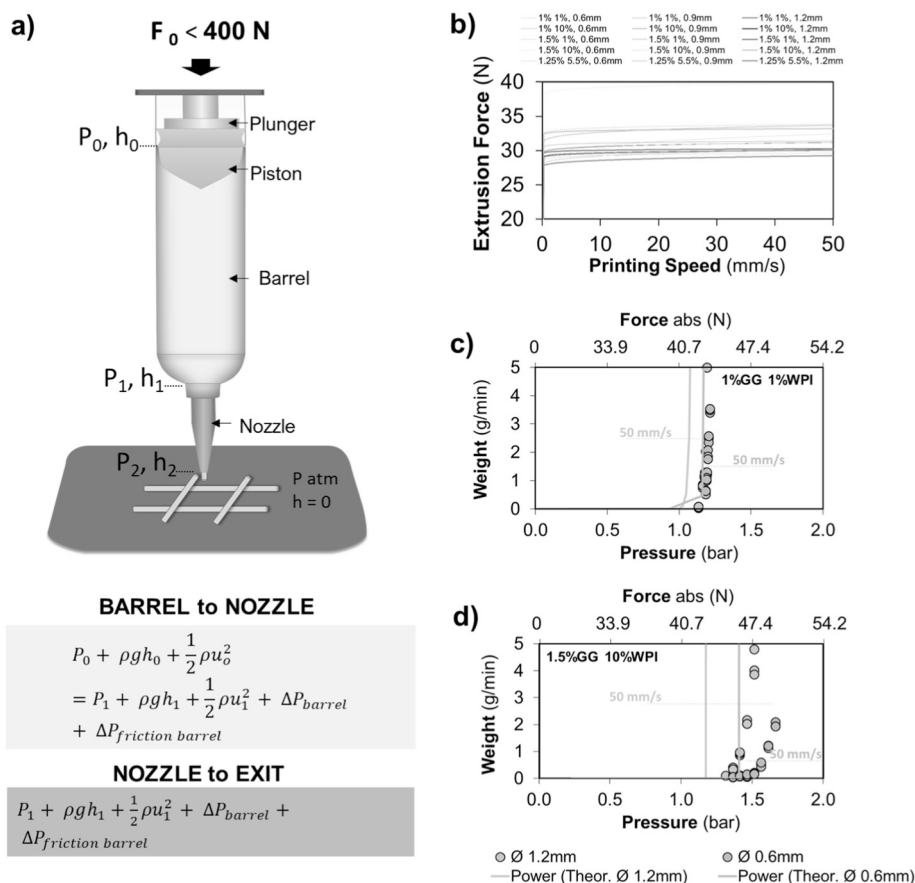 a)
F₀ < 400 N
Plunger
P₀, h₀
Piston
Barrel
P₁, h₁
Nozzle
P₂, h₂
P atm
h = 0
BARREL to NOZZLE
P₀ + ρgh₀ + 1/2 ρu²ₒ
= P₁ + ρgh₁ + 1/2 ρu₁² + ΔP_barrel
+ ΔP_friction barrel
NOZZLE to EXIT
P₁ + ρgh₁ + 1/2 ρu₁² + ΔP_barrel +
ΔP_friction barrel
b)
1% 1%, 0.6mm 1% 1%, 0.9mm 1% 1%, 1.2mm
1% 10%, 0.6mm 1% 10%, 0.9mm 1% 10%, 1.2mm
1.5% 1%, 0.6mm 1.5% 1%, 0.9mm 1.5% 1%, 1.2mm
1.5% 10%, 0.6mm 1.5% 10%, 0.9mm 1.5% 10%, 1.2mm
1.25% 5.5%, 0.6mm 1.25% 5.5%, 0.9mm 1.25% 5.5%, 1.2mm
Extrusion Force
(N)
40
35
30
25
20
0 10 20 30 40 50
Printing Speed (mm/s)
c)
Force abs (N)
0 33.9 40.7 47.4 54.2
Weight (g/min)
5
4
3
2
1
0
1%GG 1%WPI
50 mm/s
50 mm/s
0.0 0.5 1.0 1.5 2.0
Pressure (bar)
d)
Force abs (N)
0 33.9 40.7 47.4 54.2
Weight (g/min)
5
4
3
2
1
0
1.5%GG 10%WPI
50 mm/s
50 mm/s
0.0 0.5 1.0 1.5 2.0
Pressure (bar)
Ø 1.2mm Ø 0.6mm
Power (Theor. Ø 1.2mm) Power (Theor. Ø 0.6mm)